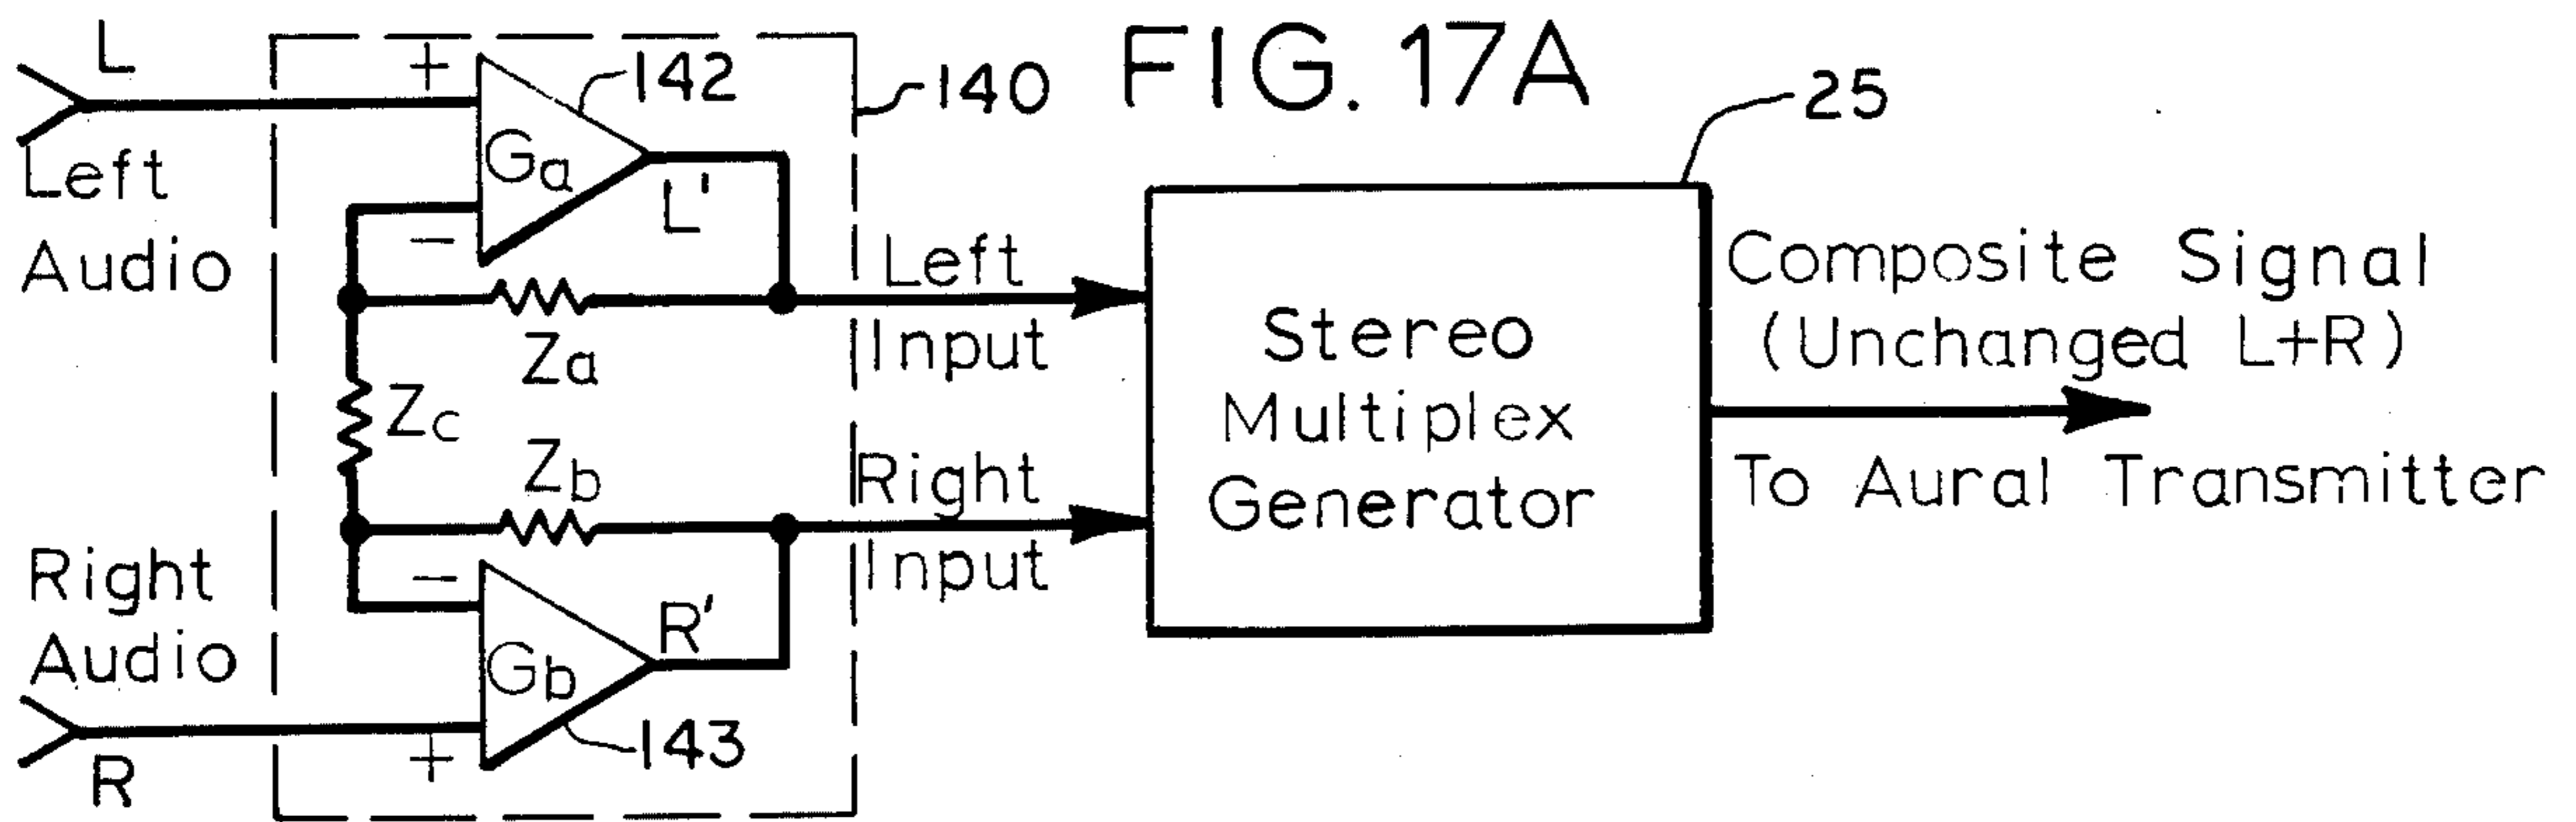 FIG. 17A
L
+
142
140
25
Ga
Left
Audio
L'
−
Left
Input
Za
Zc
Stereo
Multiplex
Generator
Composite Signal
(Unchanged L+R)
To Aural Transmitter
Zb
Right
Input
Right
Audio
−
R'
Gb
143
+
R